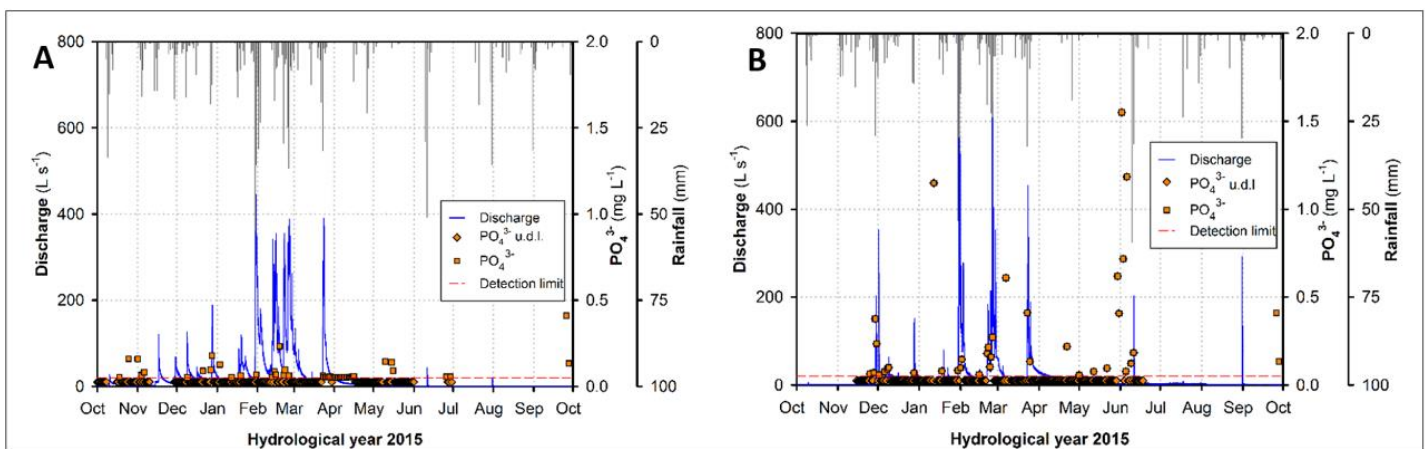 A
800
600
400
200
0
Discharge (L s⁻¹)
2.0
1.5
1.0
0.5
0.0
PO₄³⁻ (mg L⁻¹)
0
25
50
75
100
Rainfall (mm)
Discharge
PO₄³⁻ u.d.l.
PO₄³⁻
Detection limit
Oct Nov Dec Jan Feb Mar Apr May Jun Jul Aug Sep Oct
Hydrological year 2015
B
800
600
400
200
0
Discharge (L s⁻¹)
2.0
1.5
1.0
0.5
0.0
PO₄³⁻ (mg L⁻¹)
0
25
50
75
100
Rainfall (mm)
Discharge
PO₄³⁻ u.d.l
PO₄³⁻
Detection limit
Oct Nov Dec Jan Feb Mar Apr May Jun Jul Aug Sep Oct
Hydrological year 2015